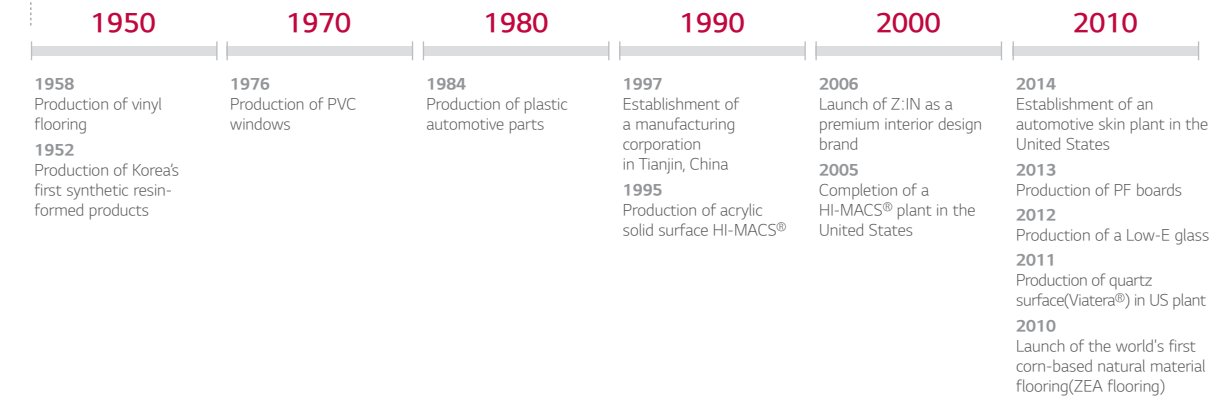 1950
1958
Production of vinyl
flooring
1952
Production of Korea's
first synthetic resin-
formed products
1970
1976
Production of PVC
windows
1980
1984
Production of plastic
automotive parts
1990
1997
Establishment of
a manufacturing
corporation
in Tianjin, China
1995
Production of acrylic
solid surface HI-MACS®
2000
2006
Launch of Z:IN as a
premium interior design
brand
2005
Completion of a
HI-MACS® plant in the
United States
2010
2014
Establishment of an
automotive skin plant in the
United States
2013
Production of PF boards
2012
Production of a Low-E glass
2011
Production of quartz
surface(Viatera®) in US plant
2010
Launch of the world's first
corn-based natural material
flooring(ZEA flooring)